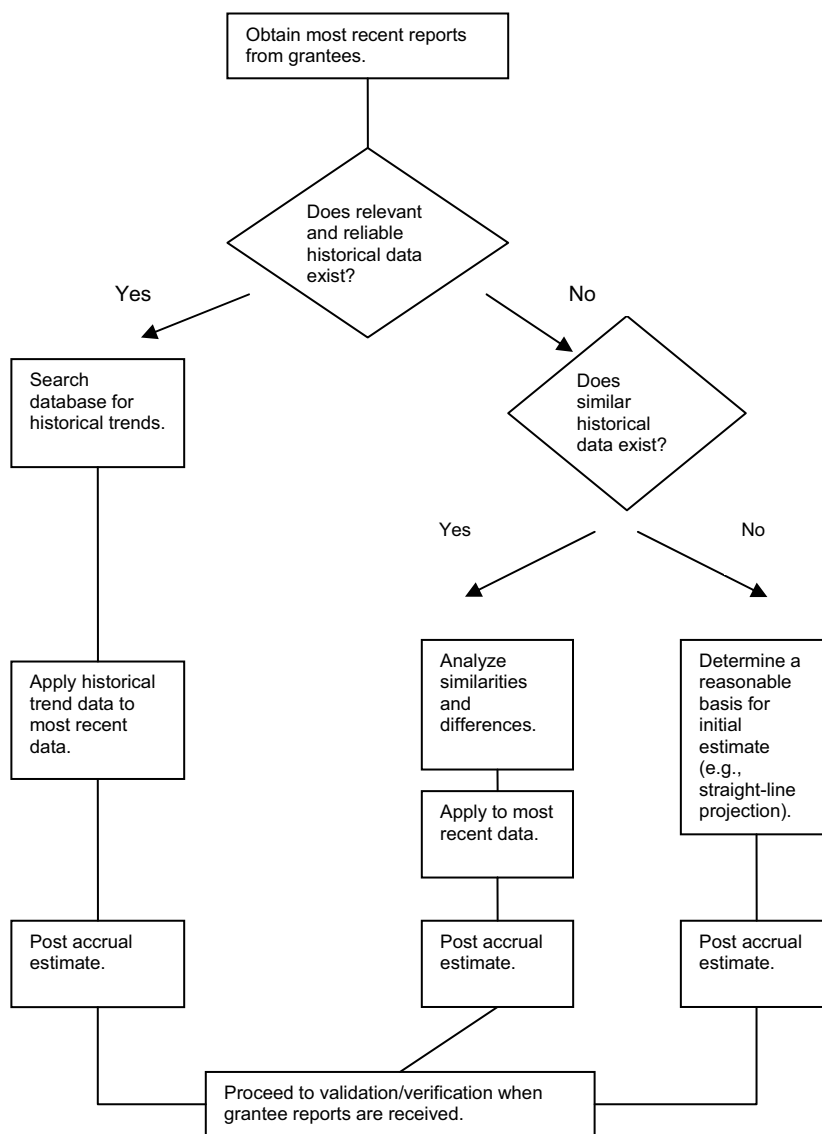 Obtain most recent reports
from grantees.
Does relevant
and reliable
historical data
exist?
Yes
No
Search
database for
historical trends.
Does
similar
historical
data exist?
Yes
No
Apply historical
trend data to
most recent
data.
Analyze
similarities
and
differences.
Determine a
reasonable
basis for
initial
estimate
(e.g.,
straight-line
projection).
Apply to most
recent data.
Post accrual
estimate.
Post accrual
estimate.
Post accrual
estimate.
Proceed to validation/verification when
grantee reports are received.